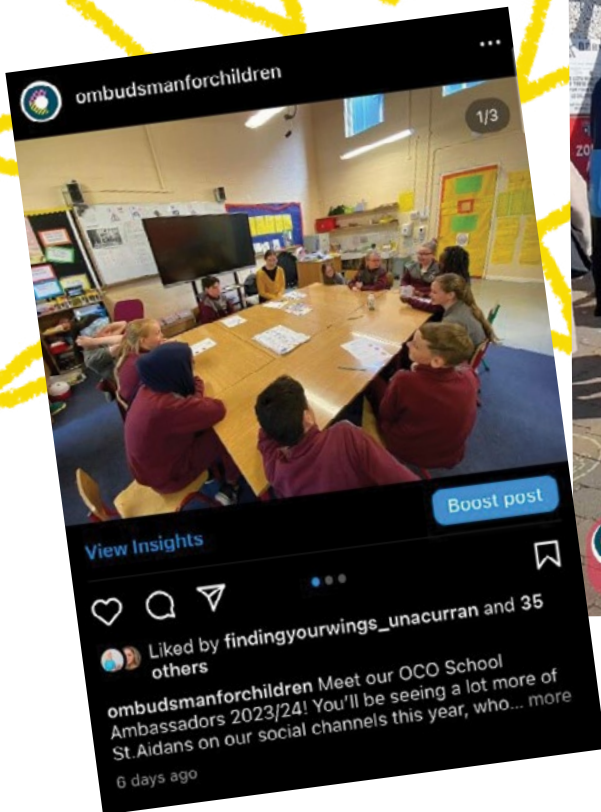 ombudsmanforchildren
1/3
ZO
View Insights
Boost post
Liked by findingyourwings_unacurran and 35
others
ombudsmanforchildren Meet our OCO School
Ambassadors 2023/24! You'll be seeing a lot more of
St.Aidans on our social channels this year, who... more
6 days ago